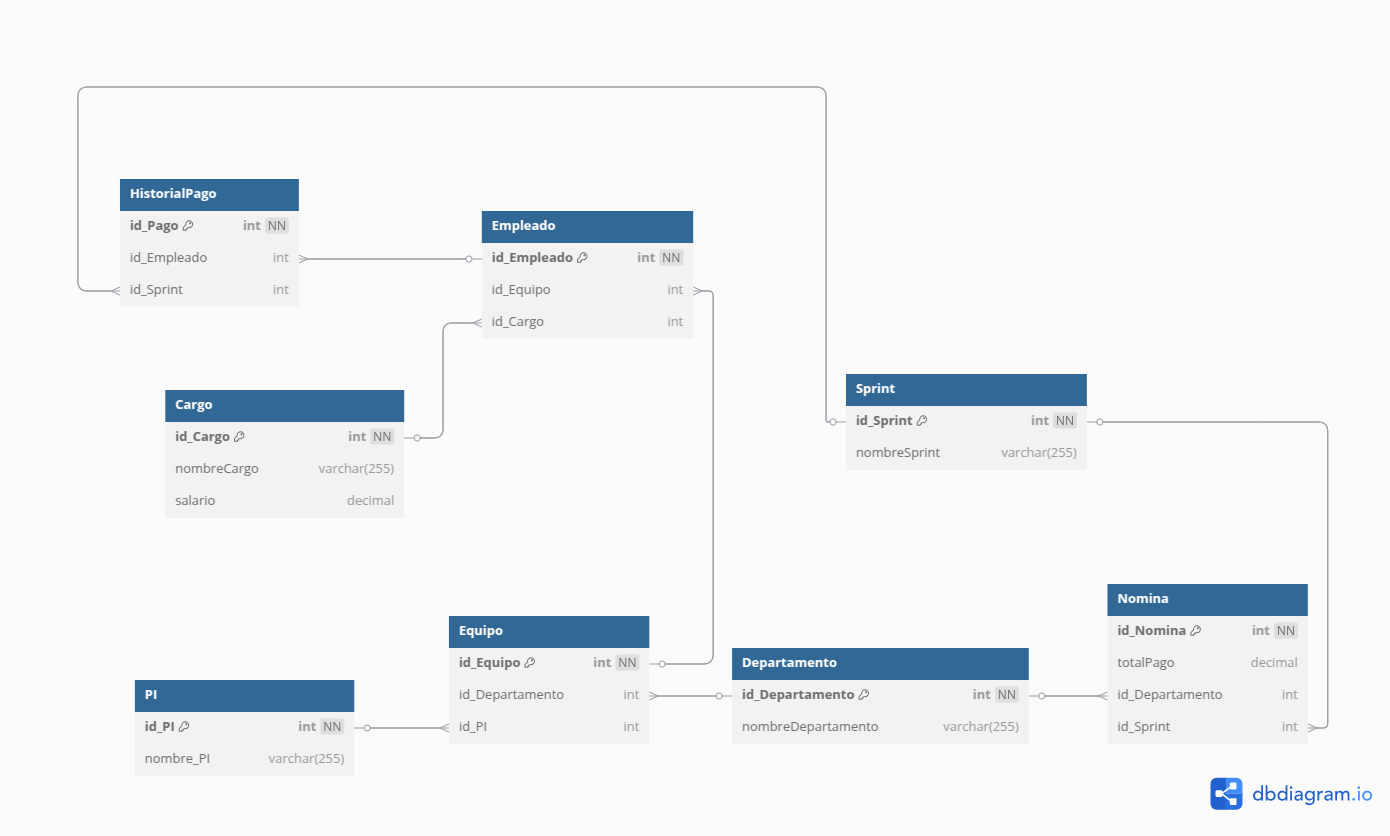 HistorialPago
id_Pago int NN
id_Empleado int
id_Sprint int
Empleado
id_Empleado int NN
id_Equipo int
id_Cargo int
Cargo
id_Cargo int NN
nombreCargo varchar(255)
salario decimal
Sprint
id_Sprint int NN
nombreSprint varchar(255)
Equipo
id_Equipo int NN
id_Departamento int
id_PI int
PI
id_PI int NN
nombre_PI varchar(255)
Departamento
id_Departamento int NN
nombreDepartamento varchar(255)
Nomina
id_Nomina int NN
totalPago decimal
id_Departamento int
id_Sprint int
dbdiagram.io